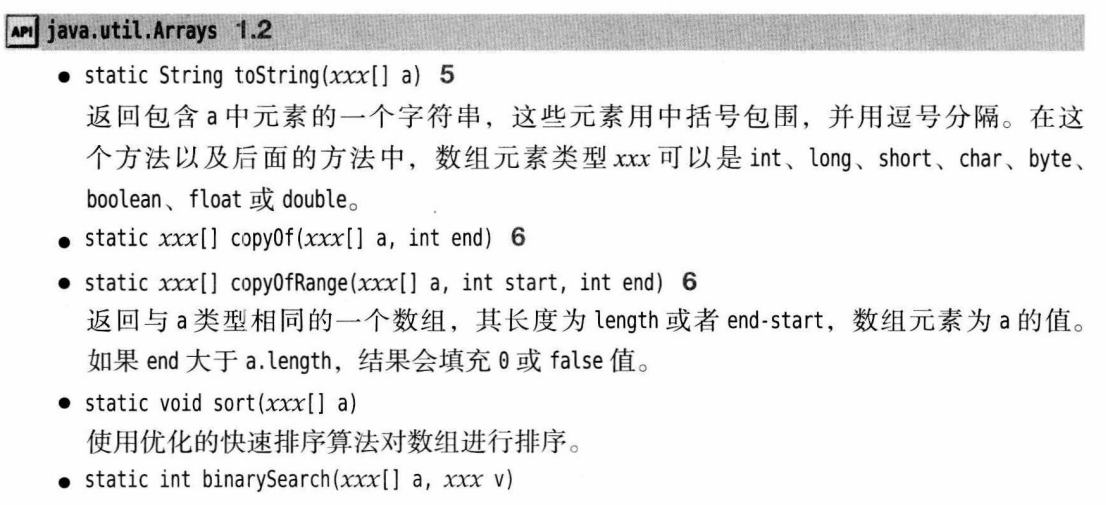 API java.util.Arrays 1.2
● static String toString(xxx[] a) 5
返回包含 a 中元素的一个字符串，这些元素用中括号包围，并用逗号分隔。在这
个方法以及后面的方法中，数组元素类型 xxx 可以是 int、long、short、char、byte、
boolean、float 或 double。
● static xxx[] copyOf(xxx[] a, int end) 6
● static xxx[] copyOfRange(xxx[] a, int start, int end) 6
返回与 a 类型相同的一个数组，其长度为 length 或者 end-start，数组元素为 a 的值。
如果 end 大于 a.length，结果会填充 0 或 false 值。
● static void sort(xxx[] a)
使用优化的快速排序算法对数组进行排序。
● static int binarySearch(xxx[] a, xxx v)